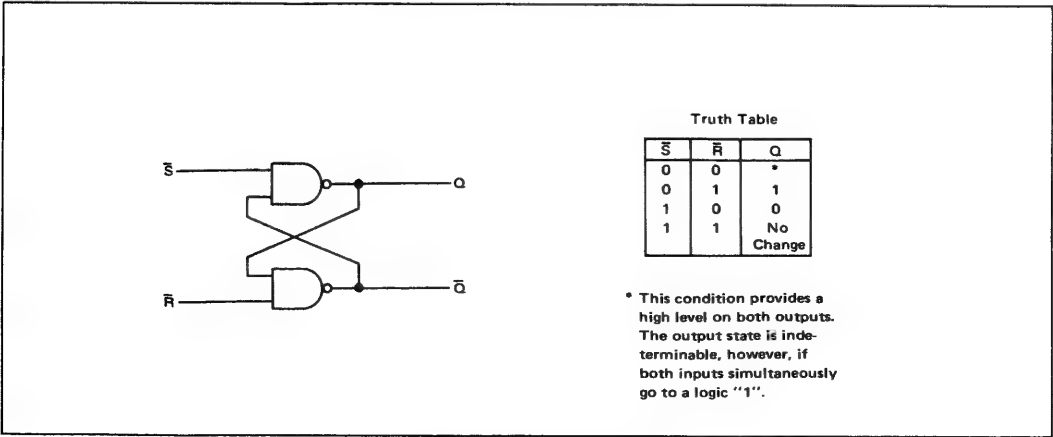 S̄
Q
R̄
Q̄
Truth Table
S̄ R̄ Q
0 0 *
0 1 1
1 0 0
1 1 No
Change
* This condition provides a
high level on both outputs.
The output state is inde-
terminable, however, if
both inputs simultaneously
go to a logic "1".